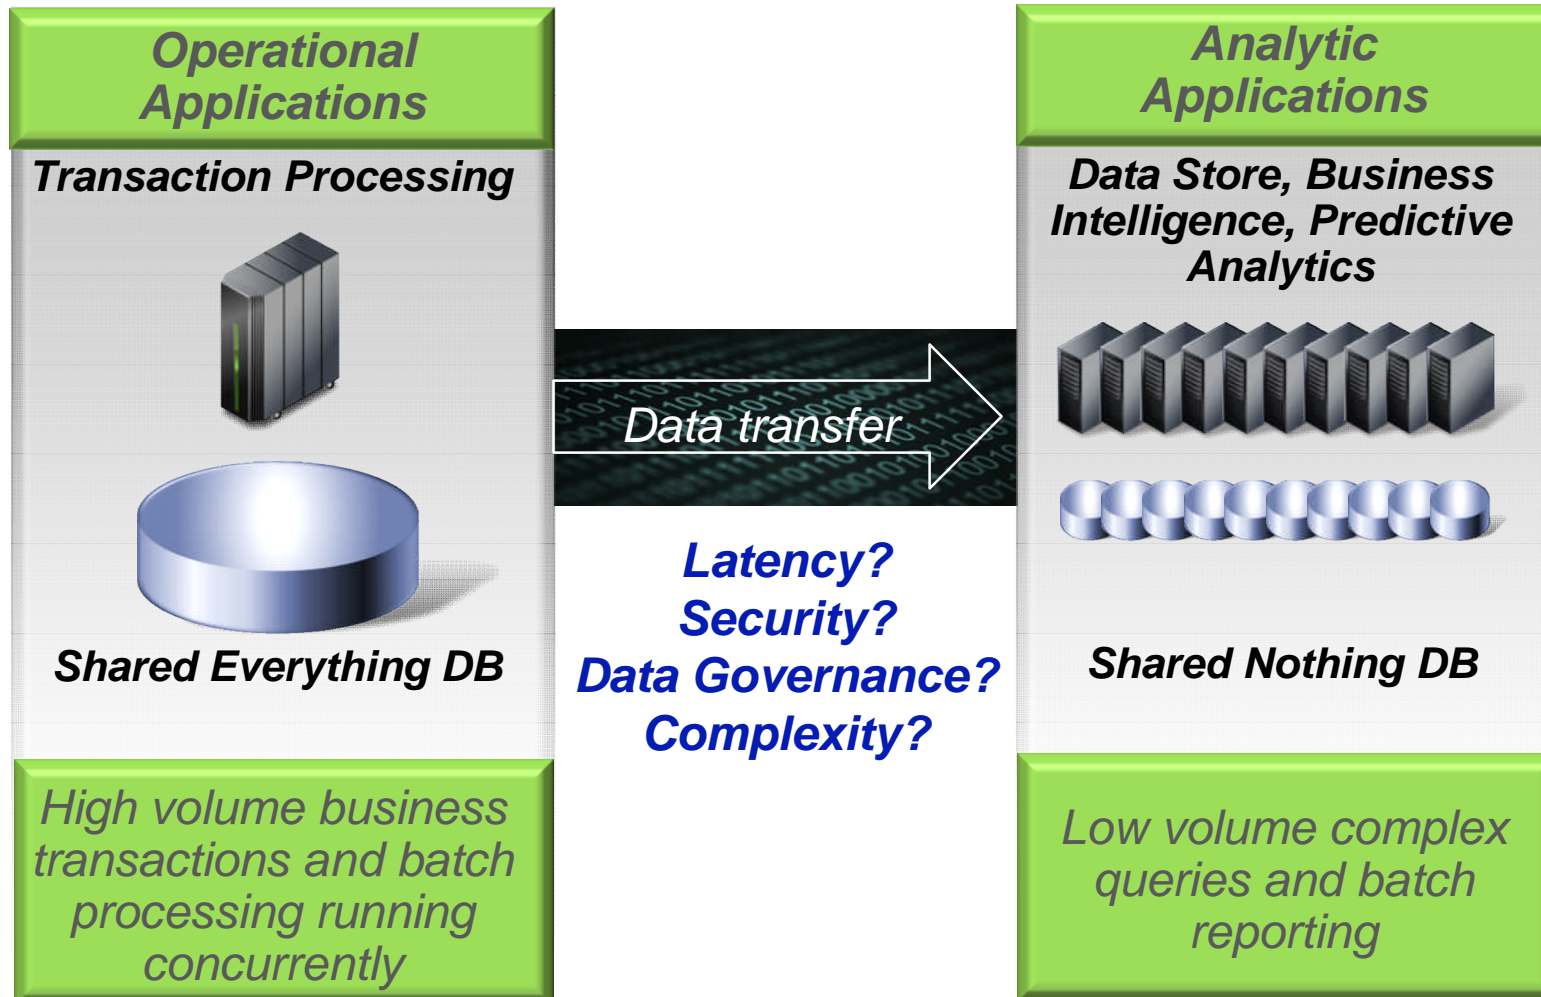 Operational
Applications
Transaction Processing
Shared Everything DB
High volume business
transactions and batch
processing running
concurrently
Data transfer
Latency?
Security?
Data Governance?
Complexity?
Analytic
Applications
Data Store, Business
Intelligence, Predictive
Analytics
Shared Nothing DB
Low volume complex
queries and batch
reporting